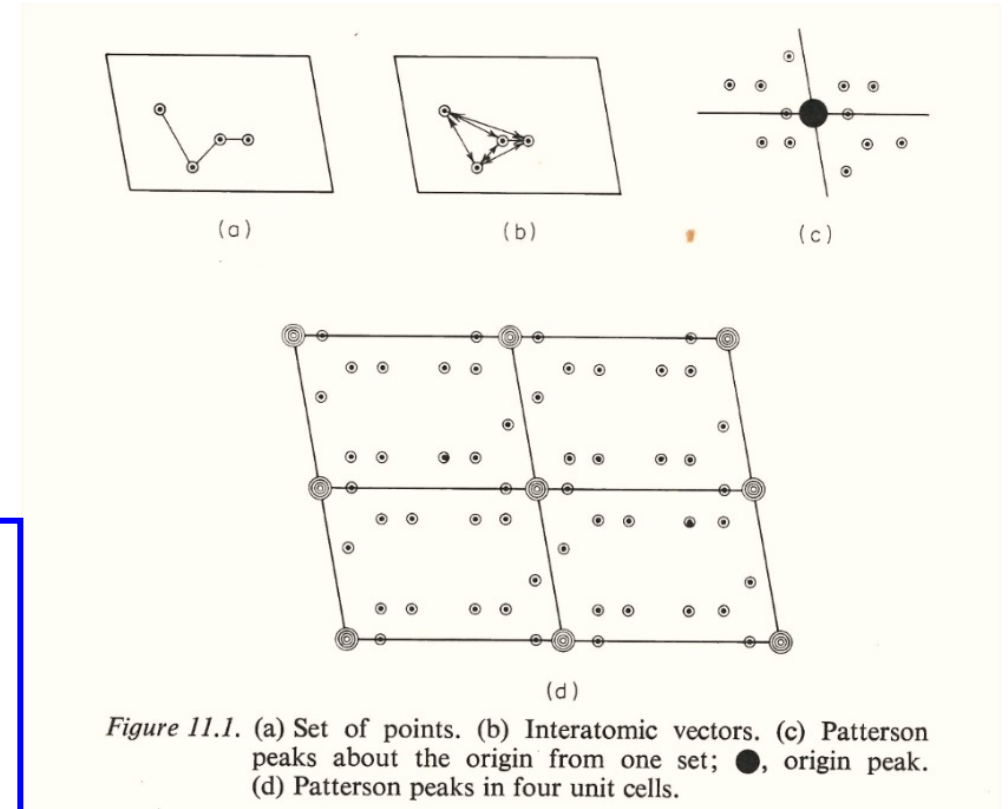 (a)
(b)
(c)
(d)
Figure 11.1. (a) Set of points. (b) Interatomic vectors. (c) Patterson
peaks about the origin from one set; ●, origin peak.
(d) Patterson peaks in four unit cells.